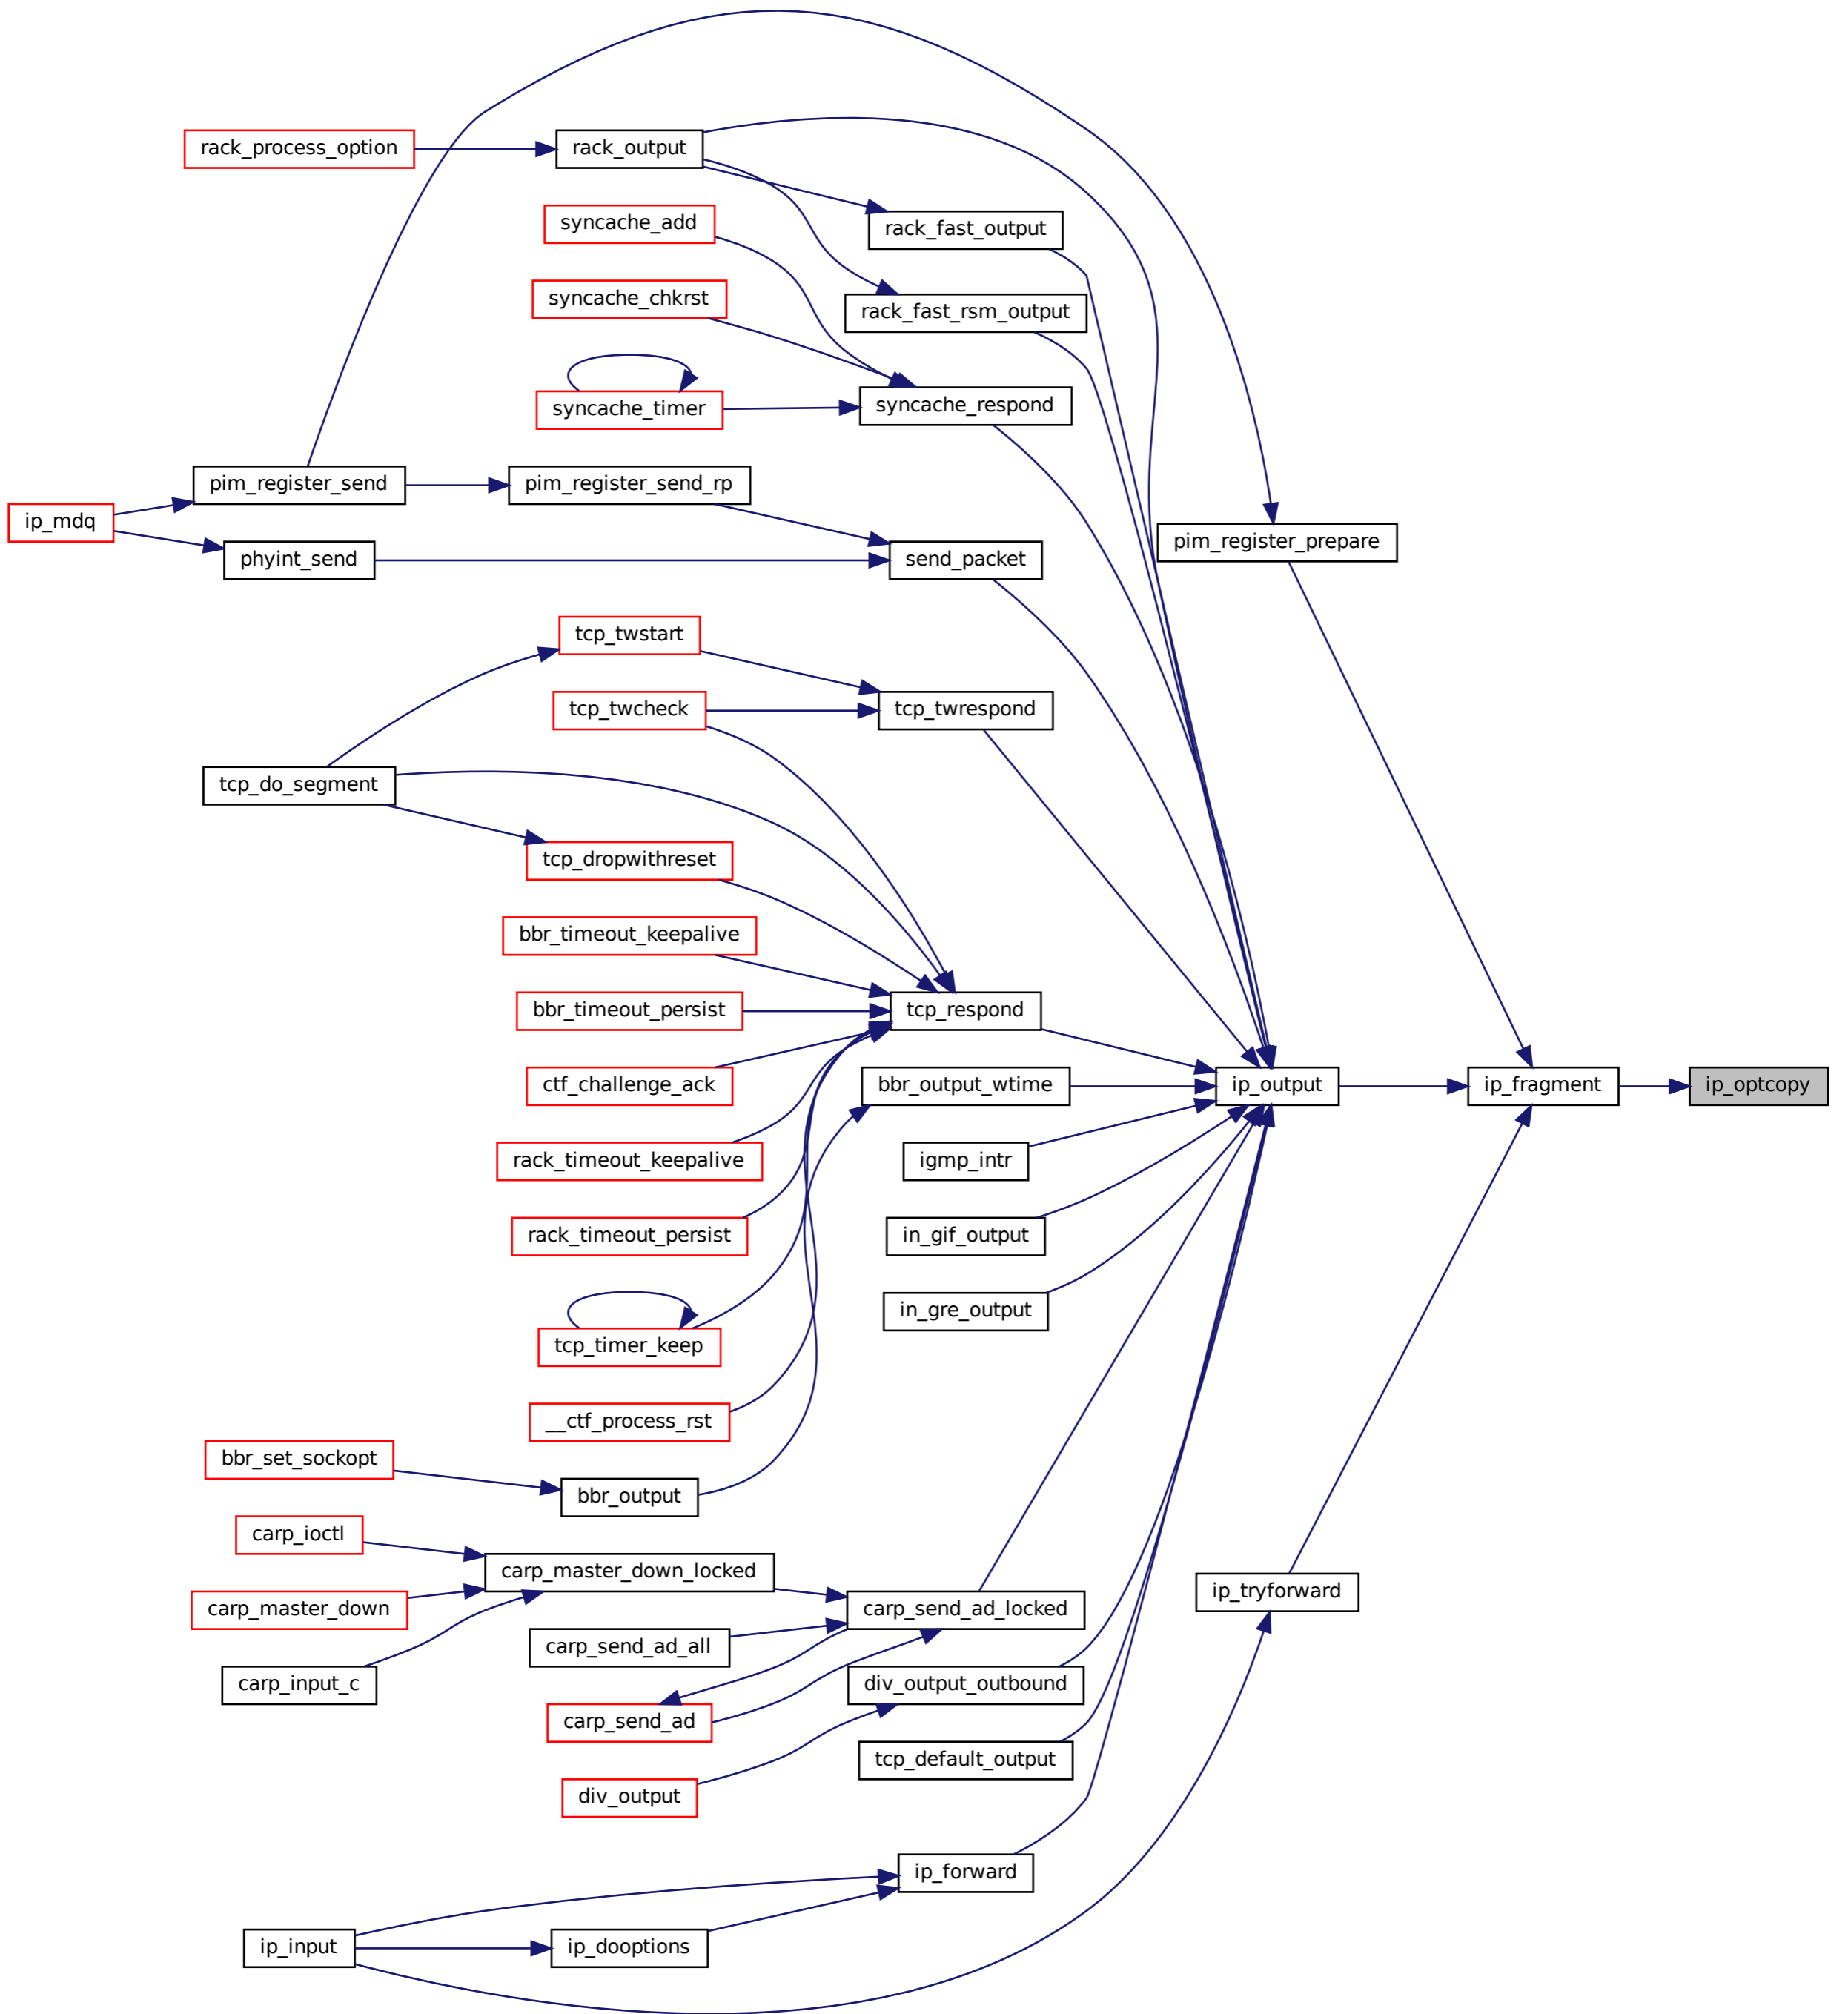 rack_process_option
rack_output
syncache_add
rack_fast_output
syncache_chkrst
rack_fast_rsm_output
syncache_timer
syncache_respond
pim_register_send
pim_register_send_rp
ip_mdq
phyint_send
send_packet
pim_register_prepare
tcp_twstart
tcp_twcheck
tcp_twrespond
tcp_do_segment
tcp_dropwithreset
bbr_timeout_keepalive
bbr_timeout_persist
tcp_respond
ctf_challenge_ack
bbr_output_wtime
ip_output
ip_fragment
ip_optcopy
rack_timeout_keepalive
igmp_intr
rack_timeout_persist
in_gif_output
in_gre_output
tcp_timer_keep
__ctf_process_rst
bbr_set_sockopt
bbr_output
carp_ioctl
carp_master_down_locked
carp_master_down
carp_send_ad_locked
ip_tryforward
carp_send_ad_all
carp_input_c
div_output_outbound
carp_send_ad
tcp_default_output
div_output
ip_forward
ip_input
ip_dooptions